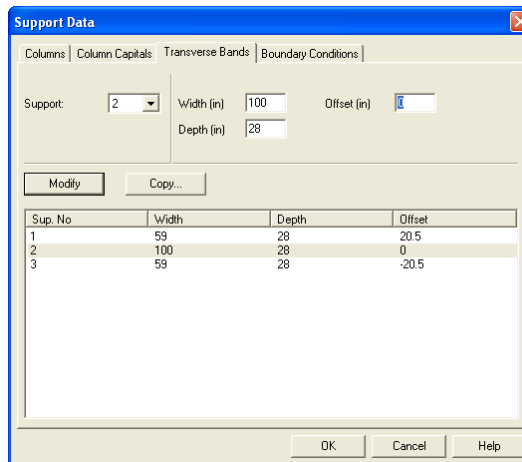 Support Data
Columns Column Capitals Transverse Bands Boundary Conditions
Support: 2 Width (in) 100 Offset (in) 0
Depth (in) 28
Modify Copy...
Sup. No Width Depth Offset
1 59 28 20.5
2 100 28 0
3 59 28 -20.5
OK Cancel Help